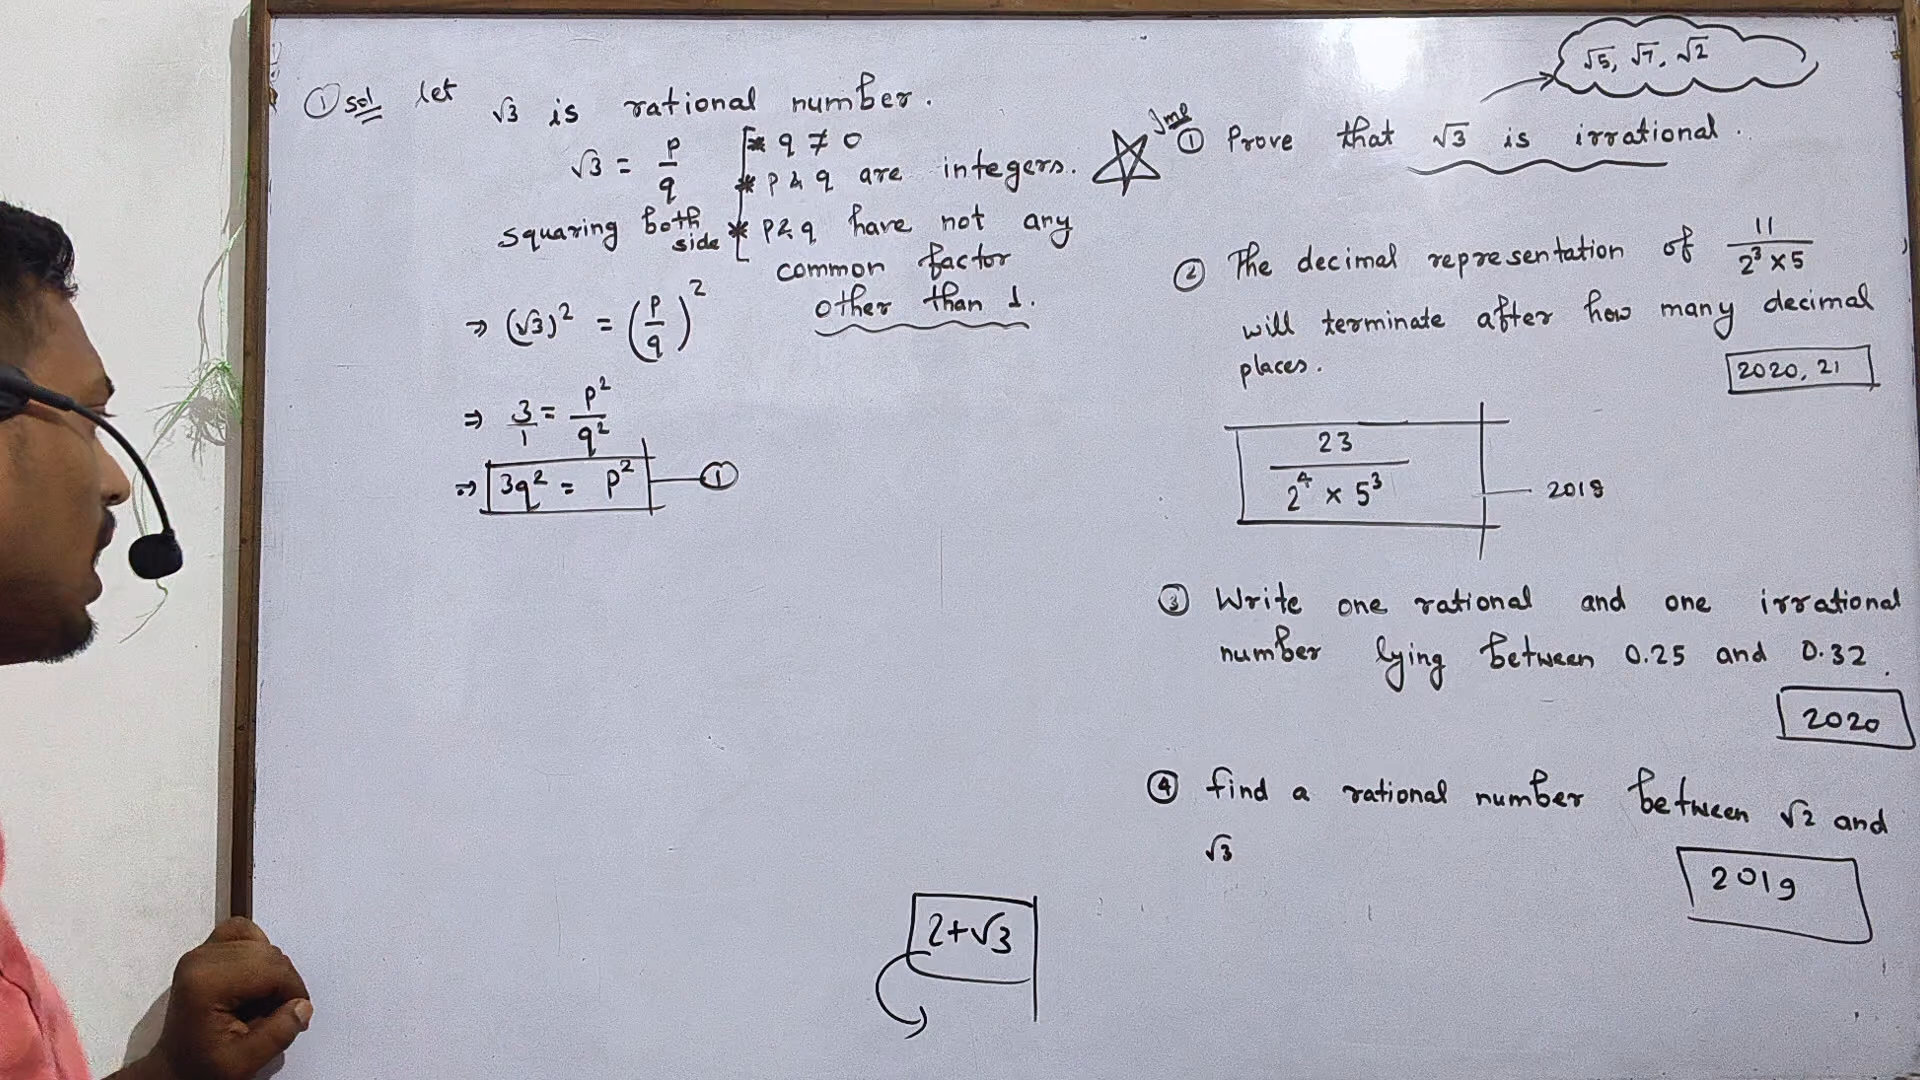 ① Sol let √3 is rational number.
√3 = p/q
* q ≠ 0
* p & q are integers.
* p & q have not any
common factor
other than 1.
squaring both
side
⇒ (√3)² = (p/q)²
⇒ 3/1 = p²/q²
⇒ 3q² = p² — ①
2+√3
√5, √7, √2
Imp
① Prove that √3 is irrational.
② The decimal representation of 11/(2³×5)
will terminate after how many decimal
places.
2020, 21
23/(2⁴ × 5³)
③ Write one rational and one irrational
number lying between 0.25 and 0.32.
2020
④ find a rational number between √2 and
√3
2019